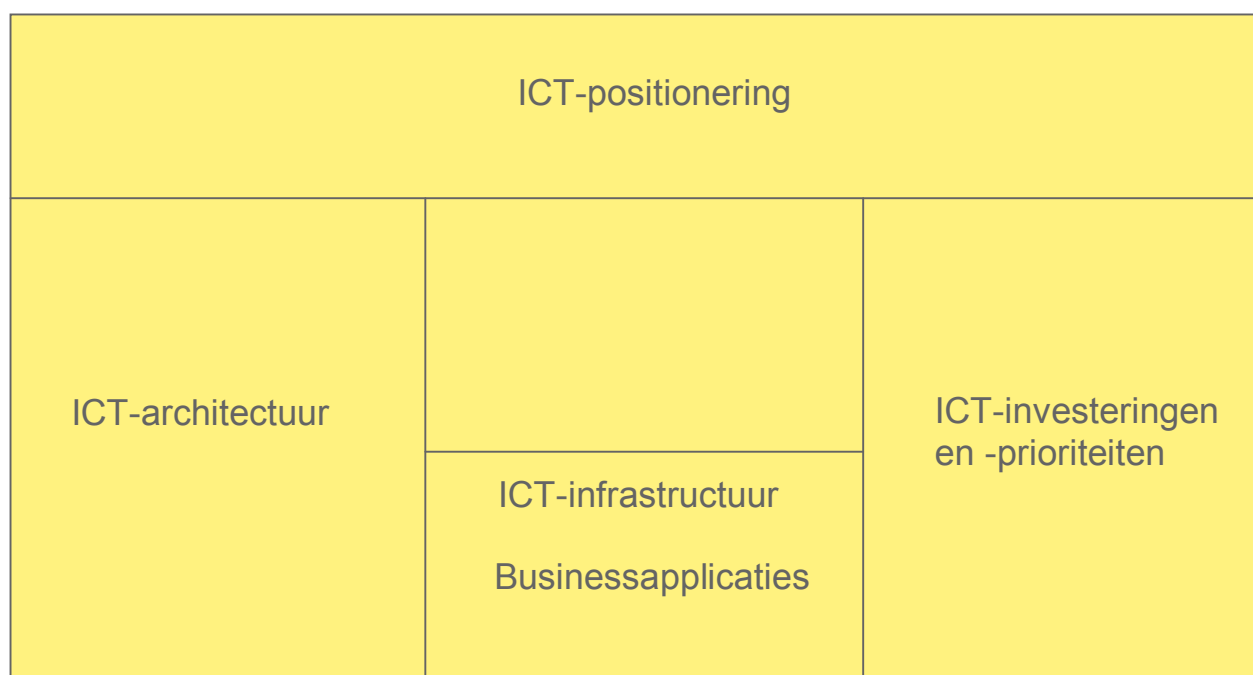 ICT-positionering
ICT-architectuur
ICT-infrastructuur
Businessapplicaties
ICT-investeringen
en -prioriteiten